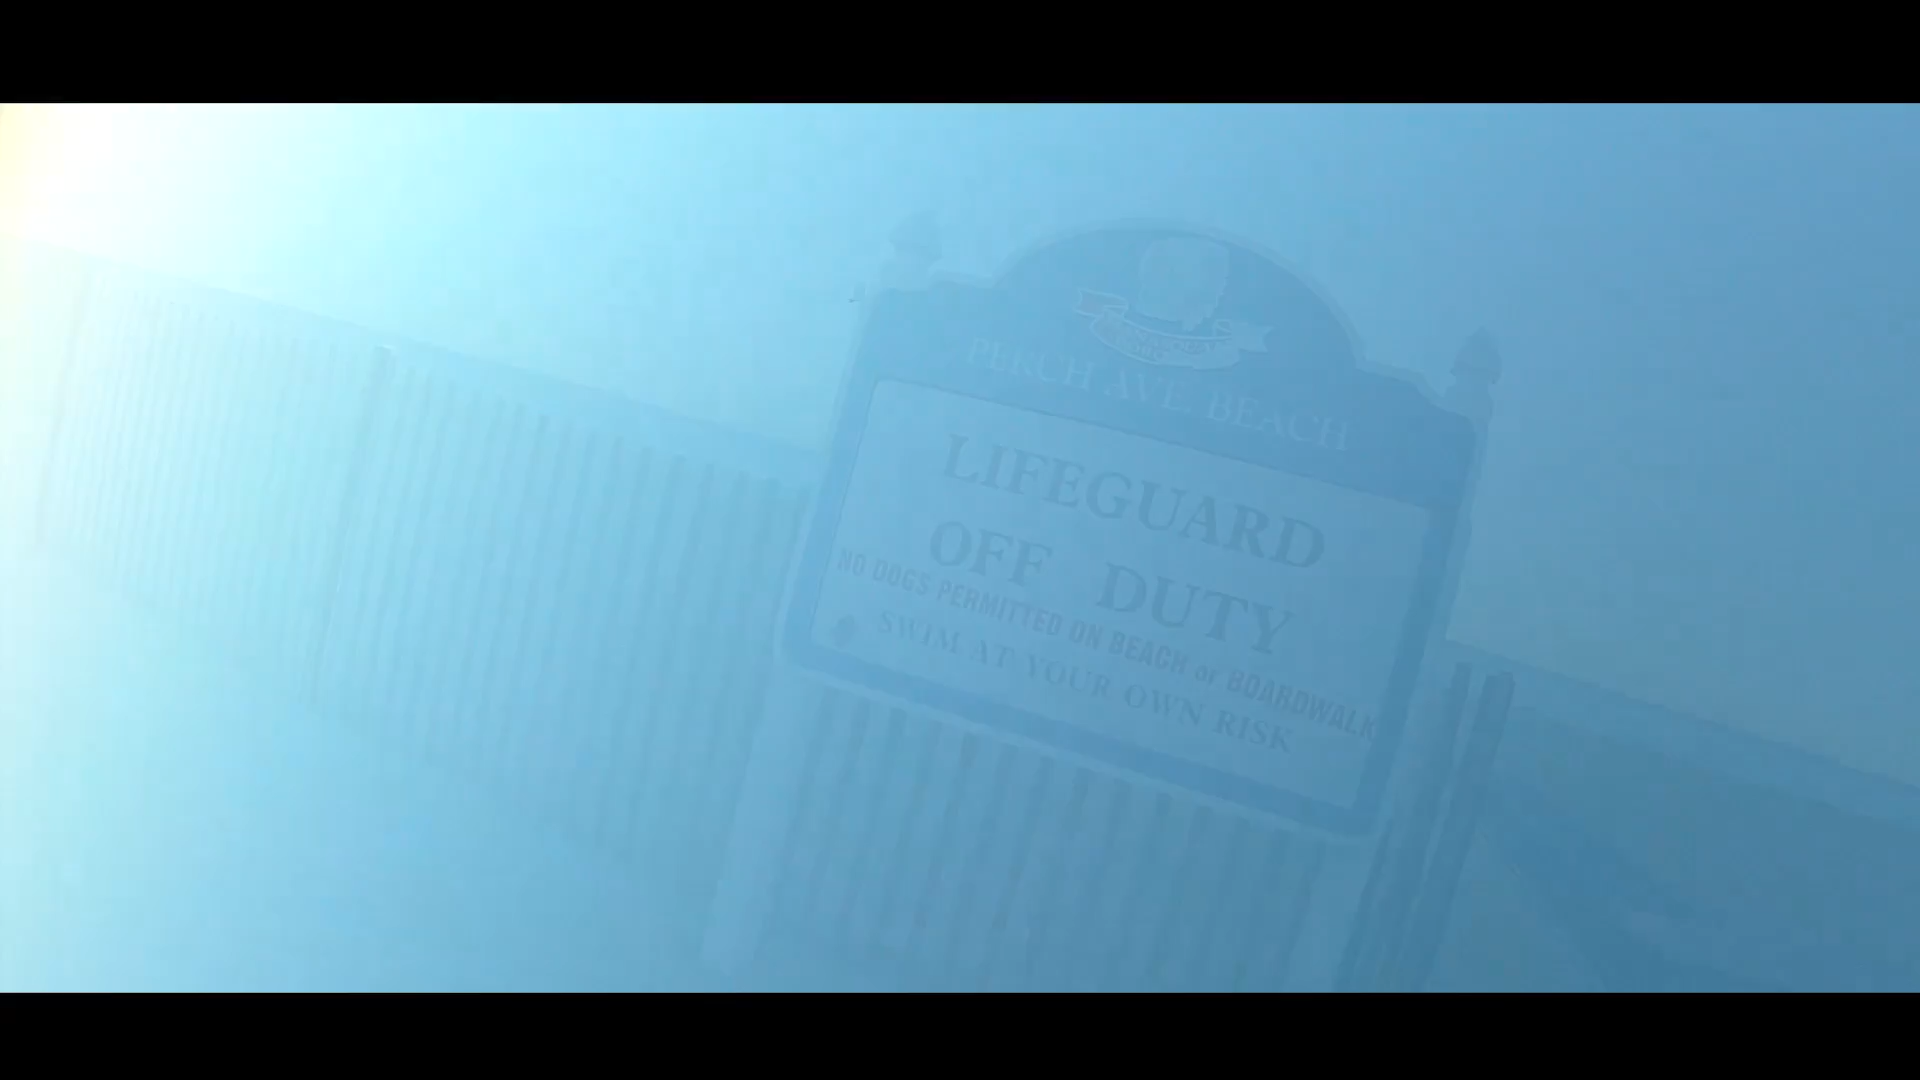 PERCH AVE. BEACH
LIFEGUARD
OFF DUTY
NO DOGS PERMITTED ON BEACH or BOARDWALK
SWIM AT YOUR OWN RISK